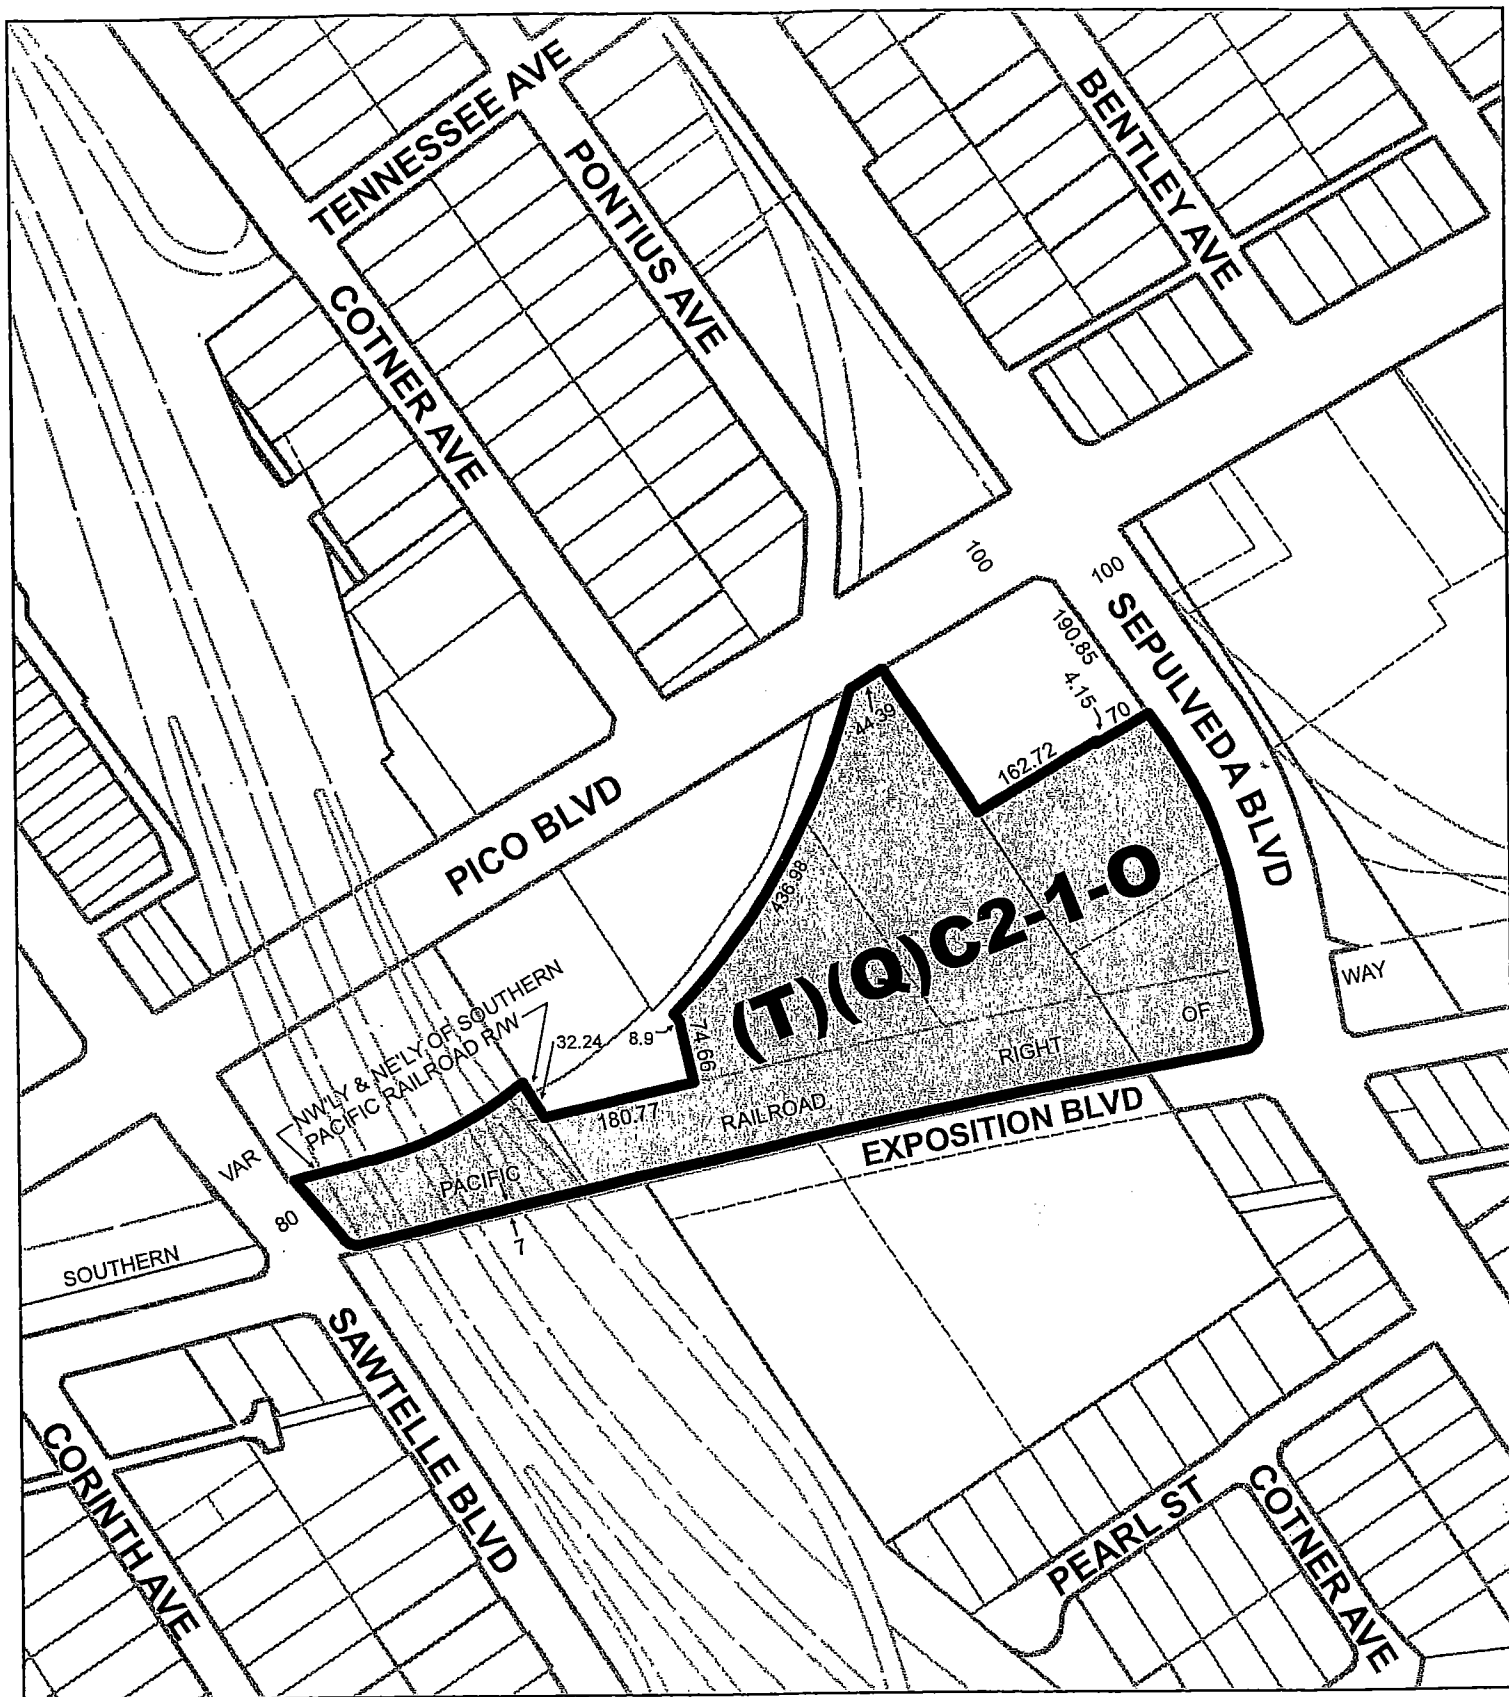 TENNESSEE AVE
PONTIUS AVE
BENTLEY AVE
COTNER AVE
100
100
SEPULVEDA BLVD
190.85
4.15
70
44.39
162.72
PICO BLVD
436.98
(T)(Q)C2-1-O
WAY
NW'LY & NE'LY OF SOUTHERN
PACIFIC RAILROAD R/W
32.24
8.9
74.66
OF
RIGHT
180.77
RAILROAD
EXPOSITION BLVD
VAR
PACIFIC
80
7
SOUTHERN
SAWTELLE BLVD
CORINTH AVE
PEARL ST
COTNER AVE